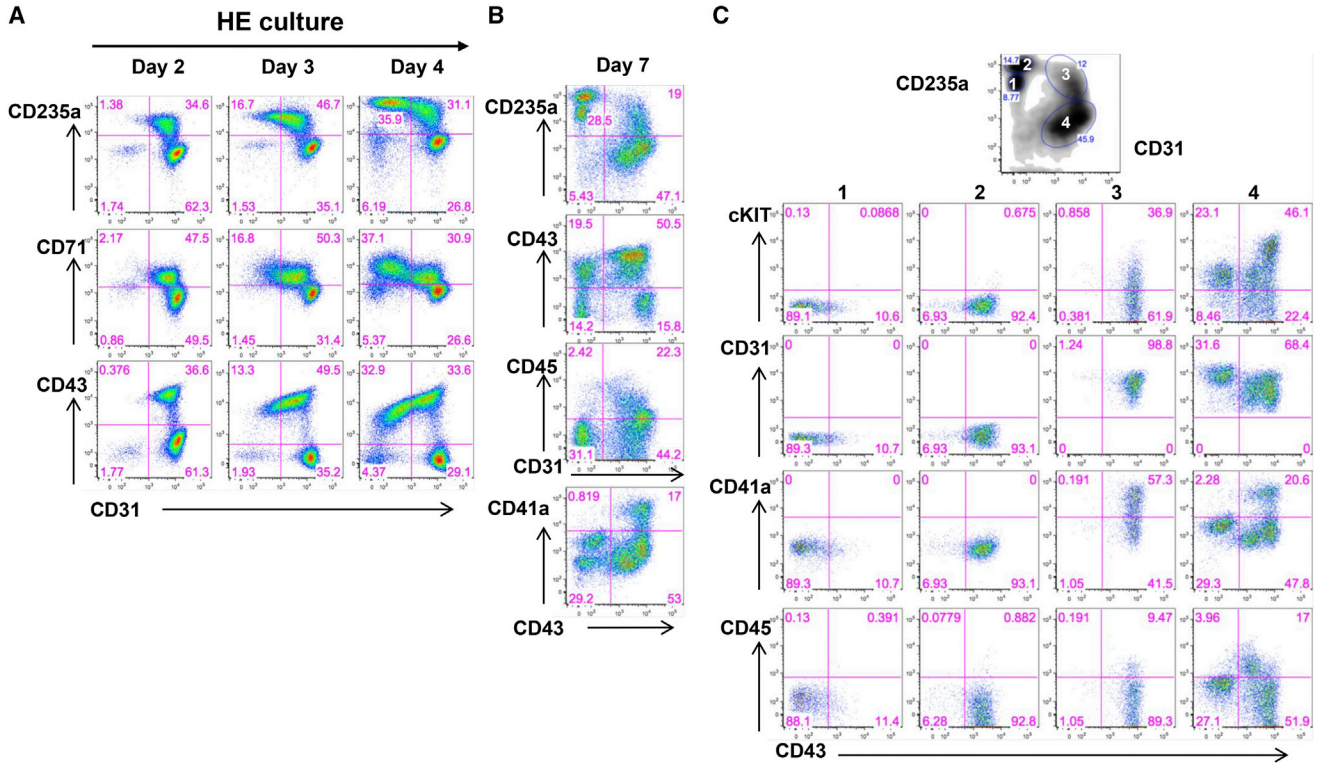 A
HE culture
Day 2 Day 3 Day 4
CD235a
1.38 34.6
1.74 62.3
16.7 46.7
1.53 35.1
31.1
35.9
6.19 26.8
CD71
2.17 47.5
0.86 49.5
16.8 50.3
1.45 31.4
37.1 30.9
5.37 26.6
CD43
0.376 36.6
1.77 61.3
13.3 49.5
1.93 35.2
32.9 33.6
4.37 29.1
CD31
B
Day 7
CD235a
19
28.5
5.43 47.1
CD43
19.5 50.5
14.2 15.8
CD45
2.42 22.3
31.1 44.2
CD31
CD41a
0.819 17
29.2 53
CD43
C
CD235a
14.7 2 3 12
1
8.77
4
45.9
CD31
1 2 3 4
cKIT
0.13 0.0868
89.1 10.6
0 0.675
6.93 92.4
0.858 36.9
0.381 61.9
23.1 46.1
8.46 22.4
CD31
0 0
89.3 10.7
0 0
6.93 93.1
1.24 98.8
0 0
31.6 68.4
0 0
CD41a
0 0
89.3 10.7
0 0
6.93 93.1
0.191 57.3
1.05 41.5
2.28 20.6
29.3 47.8
CD45
0.13 0.391
88.1 11.4
0.0779 0.882
6.28 92.8
0.191 9.47
1.05 89.3
3.96 17
27.1 51.9
CD43